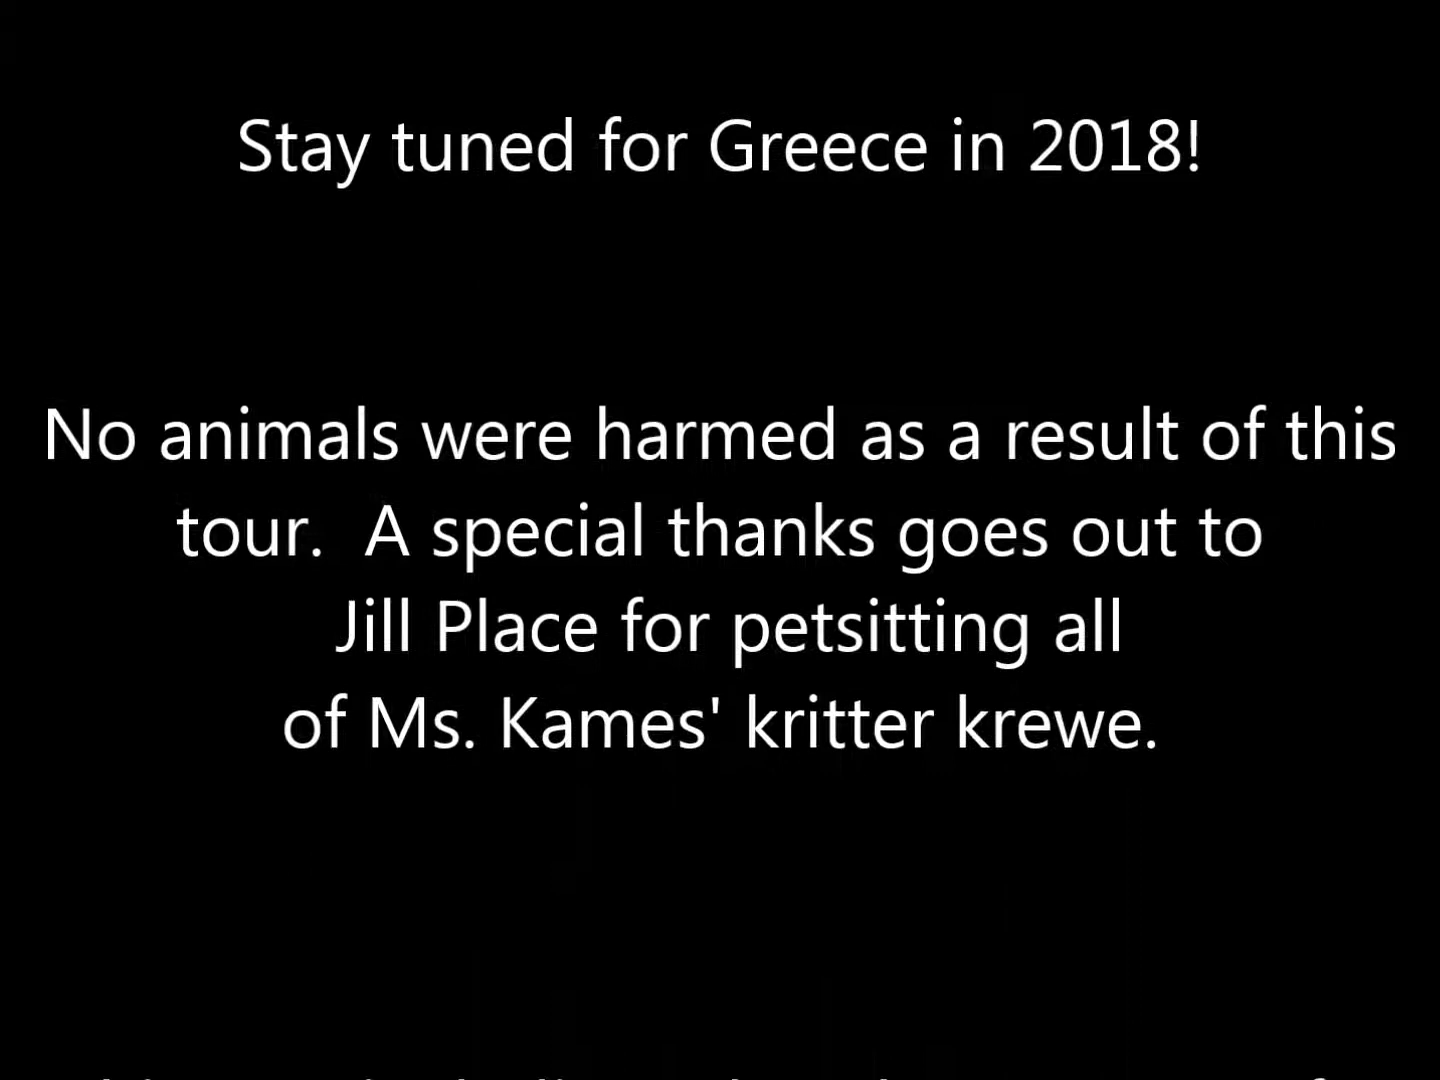 Stay tuned for Greece in 2018!
No animals were harmed as a result of this
tour.  A special thanks goes out to
Jill Place for petsitting all
of Ms. Kames' kritter krewe.